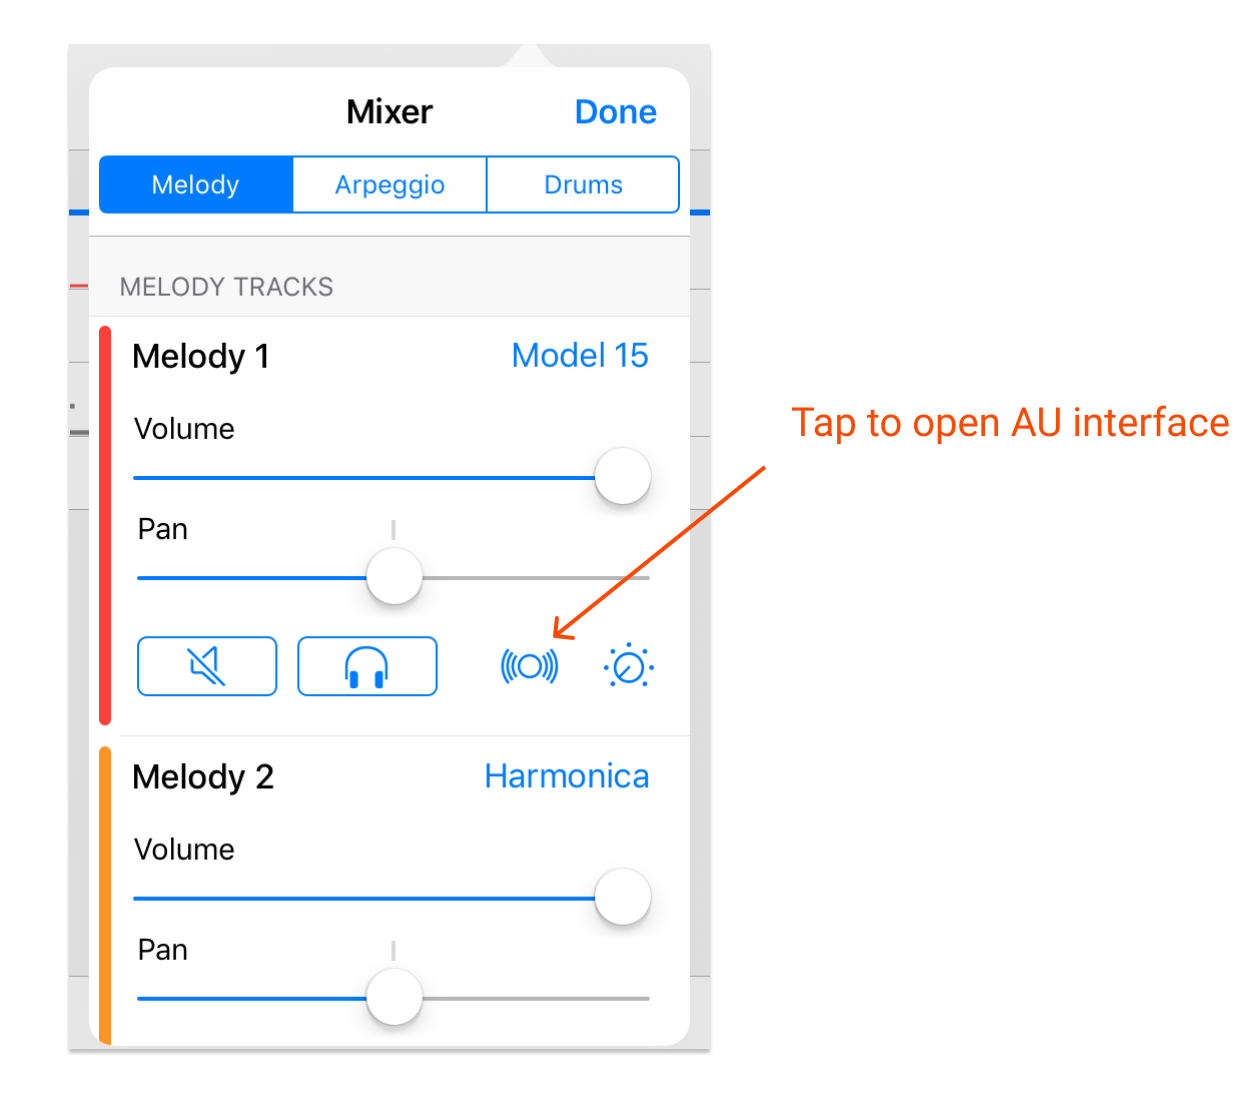 Mixer Done
Melody Arpeggio Drums
MELODY TRACKS
Melody 1 Model 15
Volume
Tap to open AU interface
Pan
Melody 2 Harmonica
Volume
Pan